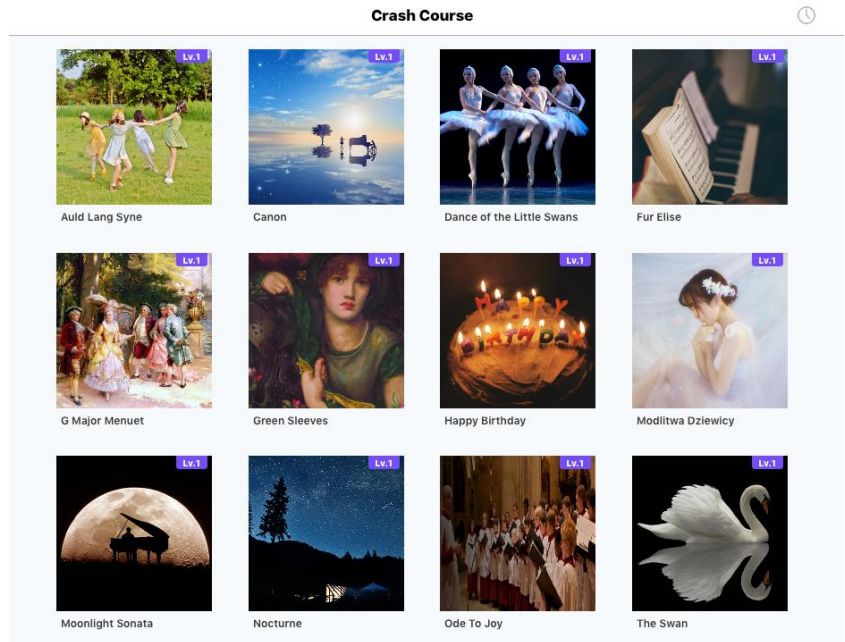 Crash Course
Lv.1 Lv.1 Lv.1 Lv.1
Auld Lang Syne Canon Dance of the Little Swans Fur Elise
Lv.1 Lv.1 Lv.1 Lv.1
HAPPY
BIRTHDAY
G Major Menuet Green Sleeves Happy Birthday Modlitwa Dziewicy
Lv.1 Lv.1 Lv.1 Lv.1
Moonlight Sonata Nocturne Ode To Joy The Swan